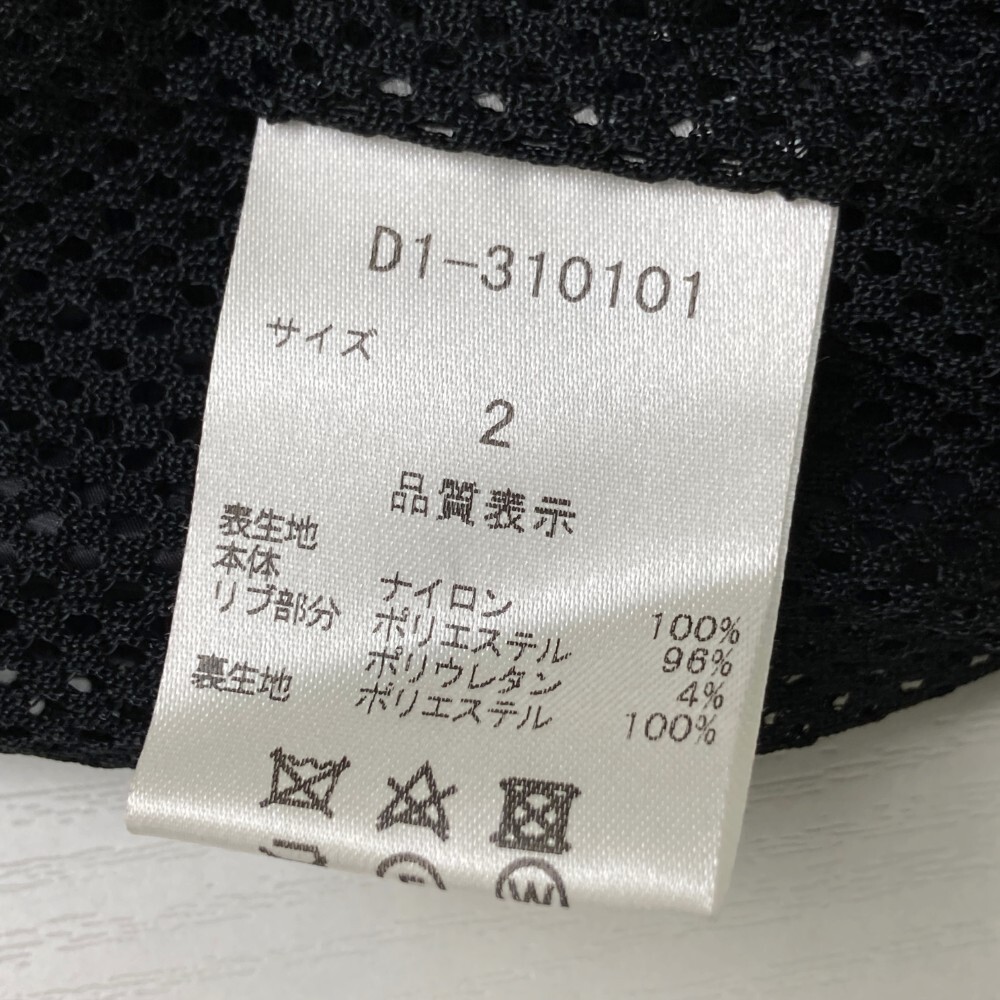 D1-310101
サイズ
2
品質表示
表生地
本体 ナイロン 100%
リブ部分 ポリエステル 96%
ポリウレタン 4%
裏生地 ポリエステル 100%
W